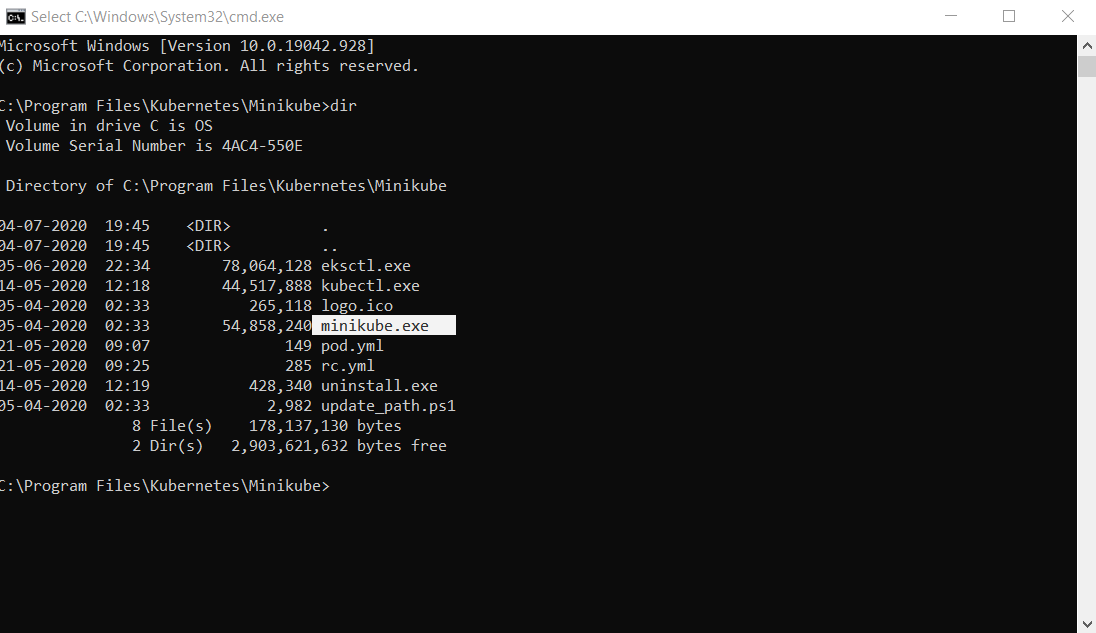 Select C:\Windows\System32\cmd.exe
Microsoft Windows [Version 10.0.19042.928]
(c) Microsoft Corporation. All rights reserved.
C:\Program Files\Kubernetes\Minikube>dir
Volume in drive C is OS
Volume Serial Number is 4AC4-550E
Directory of C:\Program Files\Kubernetes\Minikube
04-07-2020  19:45    <DIR>          .
04-07-2020  19:45    <DIR>          ..
05-06-2020  22:34        78,064,128 eksctl.exe
14-05-2020  12:18        44,517,888 kubectl.exe
05-04-2020  02:33           265,118 logo.ico
05-04-2020  02:33        54,858,240 minikube.exe
21-05-2020  09:07               149 pod.yml
21-05-2020  09:25               285 rc.yml
14-05-2020  12:19           428,340 uninstall.exe
05-04-2020  02:33             2,982 update_path.ps1
8 File(s)    178,137,130 bytes
2 Dir(s)   2,903,621,632 bytes free
C:\Program Files\Kubernetes\Minikube>